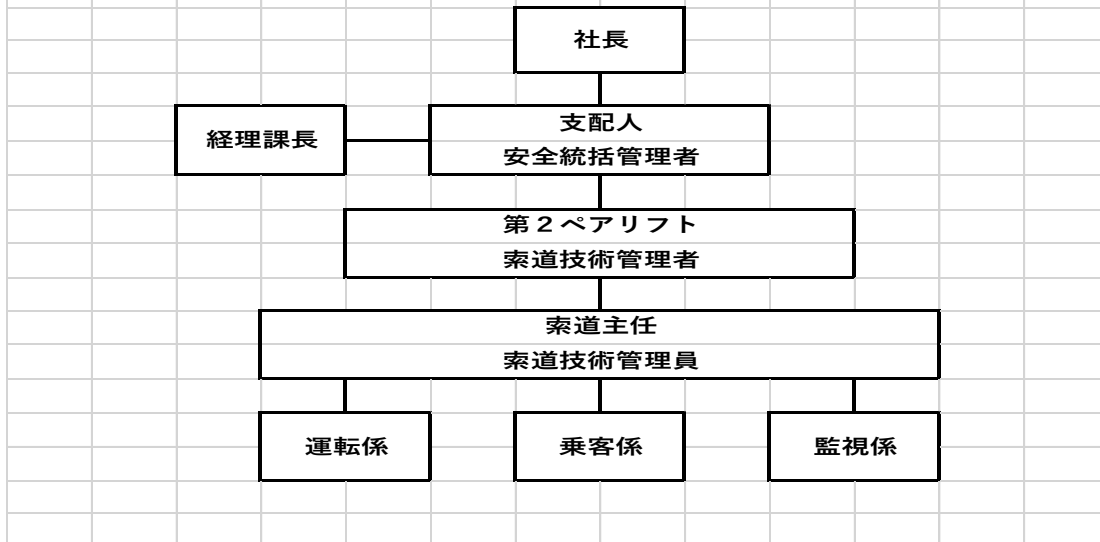 社長
経理課長
支配人
安全統括管理者
第２ペアリフト
索道技術管理者
索道主任
索道技術管理員
運転係
乗客係
監視係